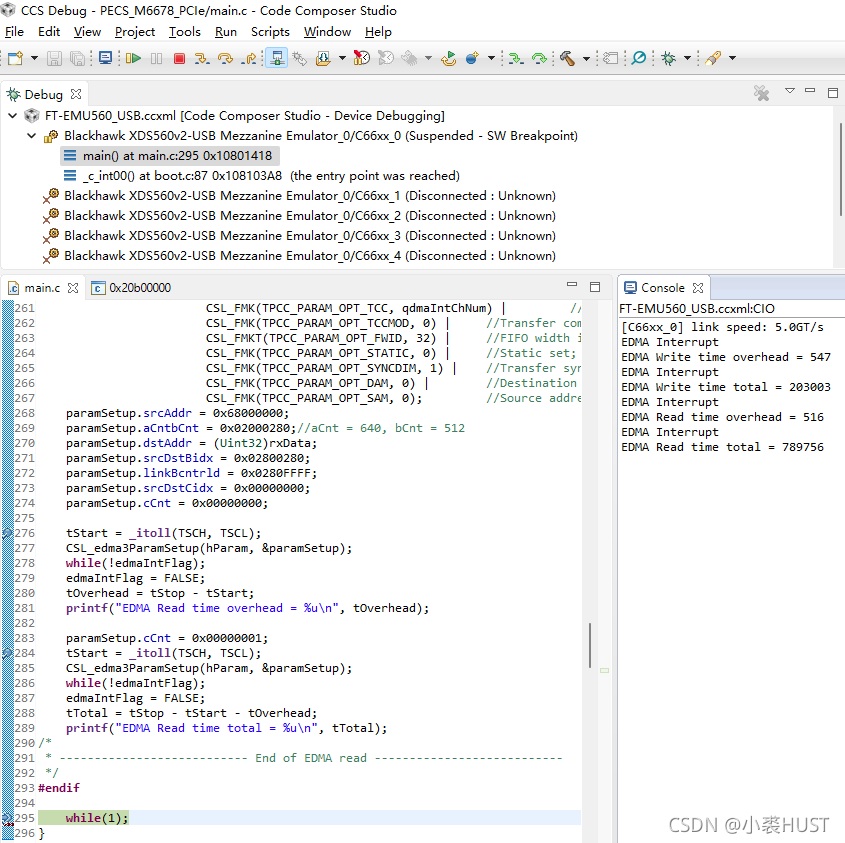 CCS Debug - PECS_M6678_PCIe/main.c - Code Composer Studio
File Edit View Project Tools Run Scripts Window Help
Debug
FT-EMU560_USB.ccxml [Code Composer Studio - Device Debugging]
Blackhawk XDS560v2-USB Mezzanine Emulator_0/C66xx_0 (Suspended - SW Breakpoint)
main() at main.c:295 0x10801418
_c_int00() at boot.c:87 0x108103A8 (the entry point was reached)
Blackhawk XDS560v2-USB Mezzanine Emulator_0/C66xx_1 (Disconnected : Unknown)
Blackhawk XDS560v2-USB Mezzanine Emulator_0/C66xx_2 (Disconnected : Unknown)
Blackhawk XDS560v2-USB Mezzanine Emulator_0/C66xx_3 (Disconnected : Unknown)
Blackhawk XDS560v2-USB Mezzanine Emulator_0/C66xx_4 (Disconnected : Unknown)
main.c 0x20b00000
261 CSL_FMK(TPCC_PARAM_OPT_TCC, qdmaIntChNum) | //
262 CSL_FMK(TPCC_PARAM_OPT_TCCMOD, 0) | //Transfer com
263 CSL_FMKT(TPCC_PARAM_OPT_FWID, 32) | //FIFO width i
264 CSL_FMK(TPCC_PARAM_OPT_STATIC, 0) | //Static set;
265 CSL_FMK(TPCC_PARAM_OPT_SYNCDIM, 1) | //Transfer syn
266 CSL_FMK(TPCC_PARAM_OPT_DAM, 0) | //Destination
267 CSL_FMK(TPCC_PARAM_OPT_SAM, 0); //Source addre
268 paramSetup.srcAddr = 0x68000000;
269 paramSetup.aCntbCnt = 0x02000280;//aCnt = 640, bCnt = 512
270 paramSetup.dstAddr = (Uint32)rxData;
271 paramSetup.srcDstBidx = 0x02800280;
272 paramSetup.linkBcntrld = 0x0280FFFF;
273 paramSetup.srcDstCidx = 0x00000000;
274 paramSetup.cCnt = 0x00000000;
275
276 tStart = _itoll(TSCH, TSCL);
277 CSL_edma3ParamSetup(hParam, &paramSetup);
278 while(!edmaIntFlag);
279 edmaIntFlag = FALSE;
280 tOverhead = tStop - tStart;
281 printf("EDMA Read time overhead = %u\n", tOverhead);
282
283 paramSetup.cCnt = 0x00000001;
284 tStart = _itoll(TSCH, TSCL);
285 CSL_edma3ParamSetup(hParam, &paramSetup);
286 while(!edmaIntFlag);
287 edmaIntFlag = FALSE;
288 tTotal = tStop - tStart - tOverhead;
289 printf("EDMA Read time total = %u\n", tTotal);
290 /*
291 * --------------------------- End of EDMA read ---------------------------
292 */
293 #endif
294
295 while(1);
296 }
Console
FT-EMU560_USB.ccxml:CIO
[C66xx_0] link speed: 5.0GT/s
EDMA Interrupt
EDMA Write time overhead = 547
EDMA Interrupt
EDMA Write time total = 203003
EDMA Interrupt
EDMA Read time overhead = 516
EDMA Interrupt
EDMA Read time total = 789756
CSDN @小裘HUST